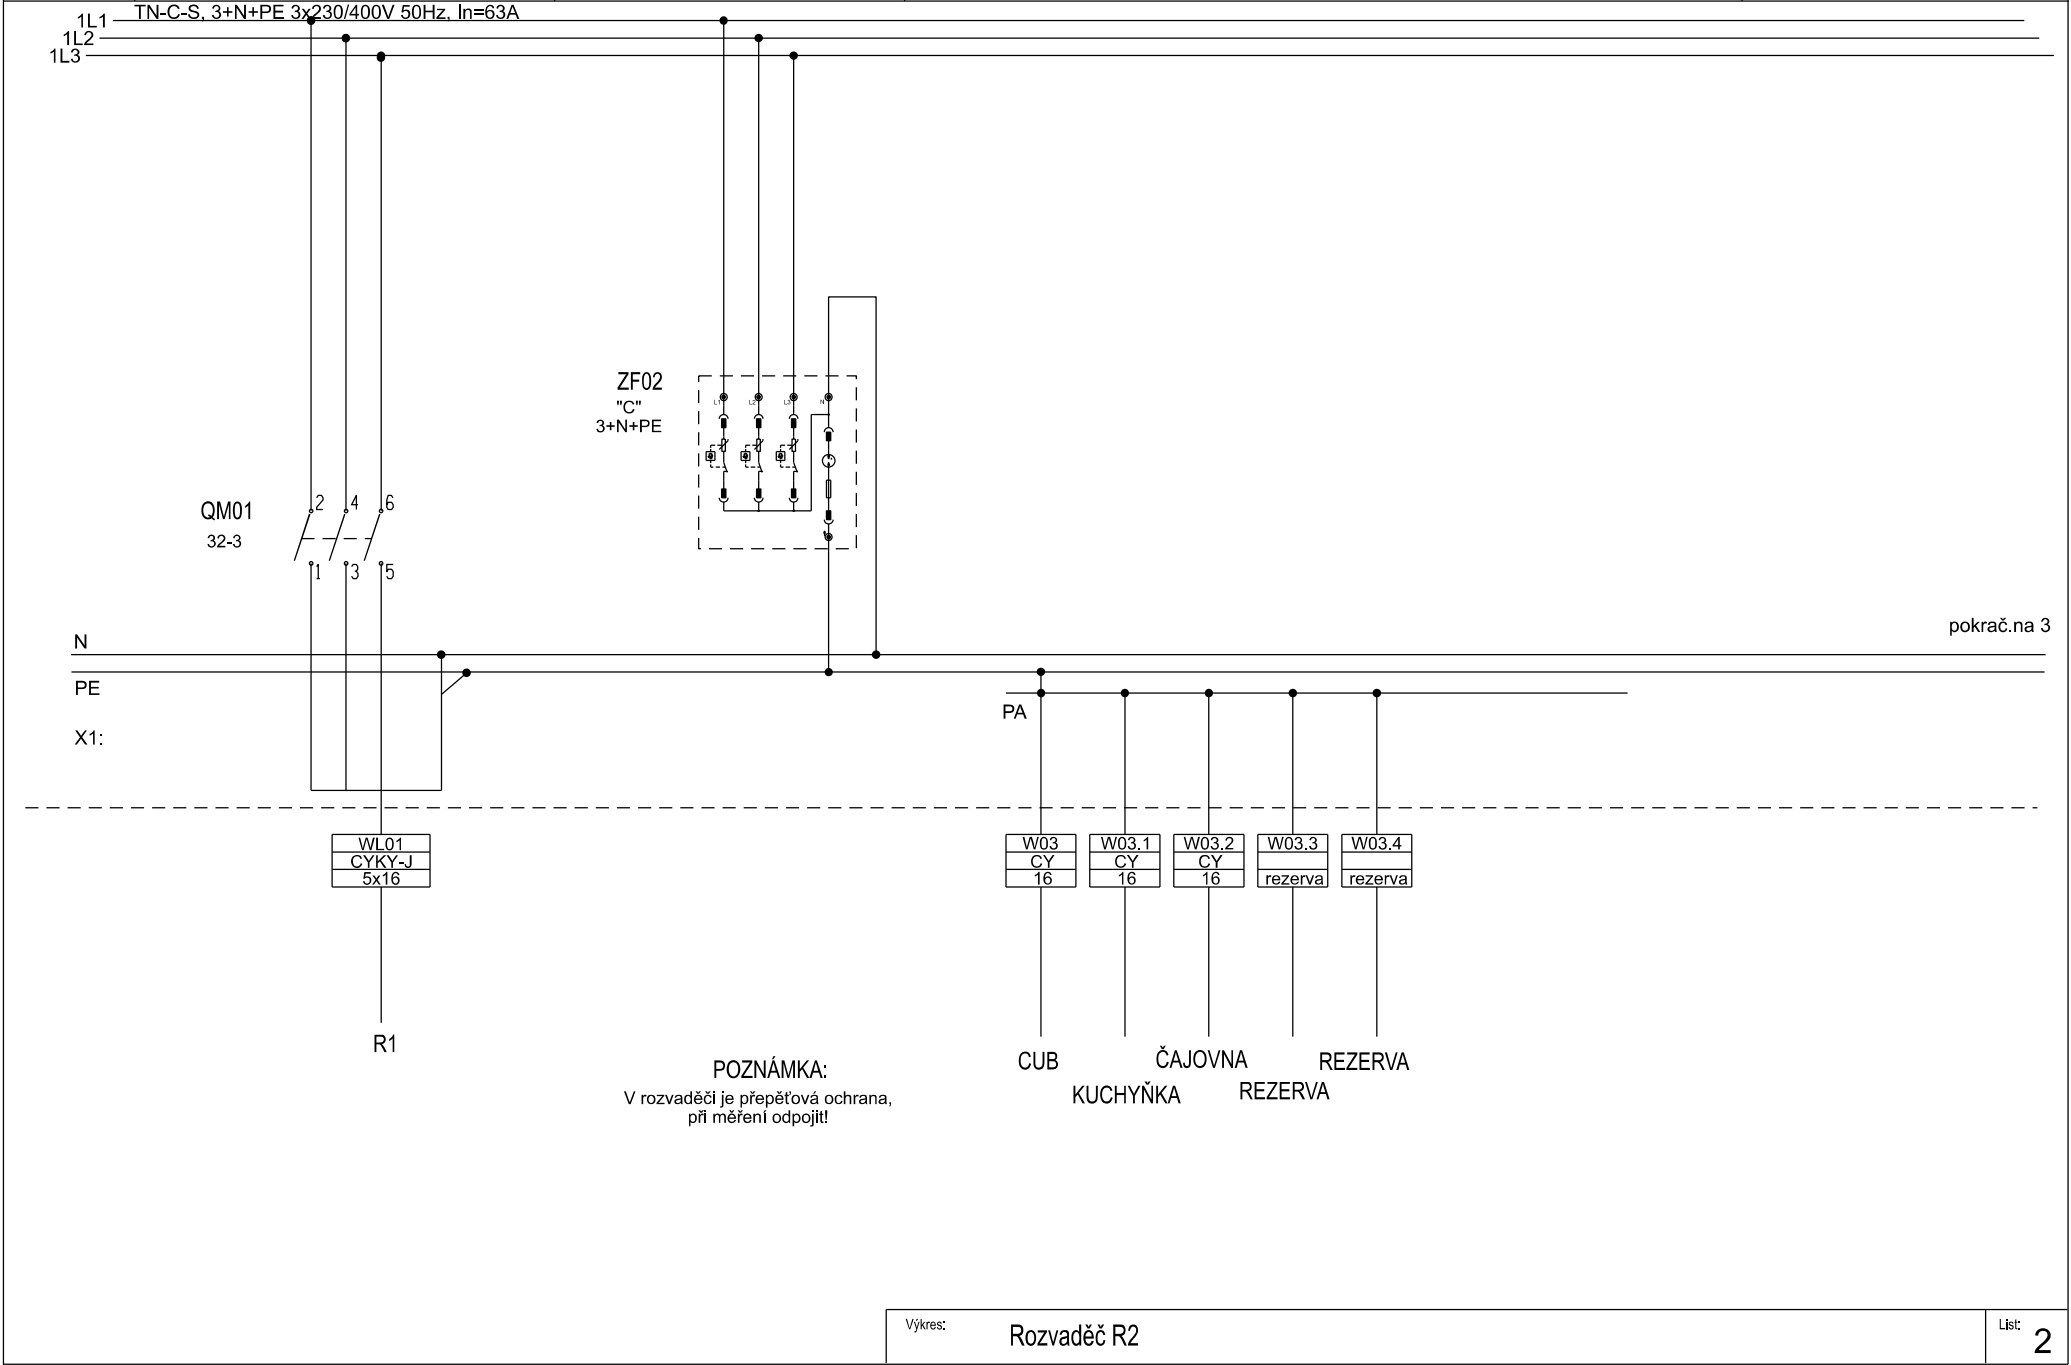 TN-C-S, 3+N+PE 3x230/400V 50Hz, In=63A
1L1
1L2
1L3
ZF02
"C"
3+N+PE
L1 L2 L3 N
QM01
32-3
2 4 6
1 3 5
N
pokrač.na 3
PE
PA
X1:
WL01
CYKY-J
5x16
W03
CY
16
W03.1
CY
16
W03.2
CY
16
W03.3
rezerva
W03.4
rezerva
R1
CUB
KUCHYŇKA
ČAJOVNA
REZERVA
REZERVA
POZNÁMKA:
V rozvaděči je přepěťová ochrana,
při měření odpojit!
Výkres:
Rozvaděč R2
List:
2